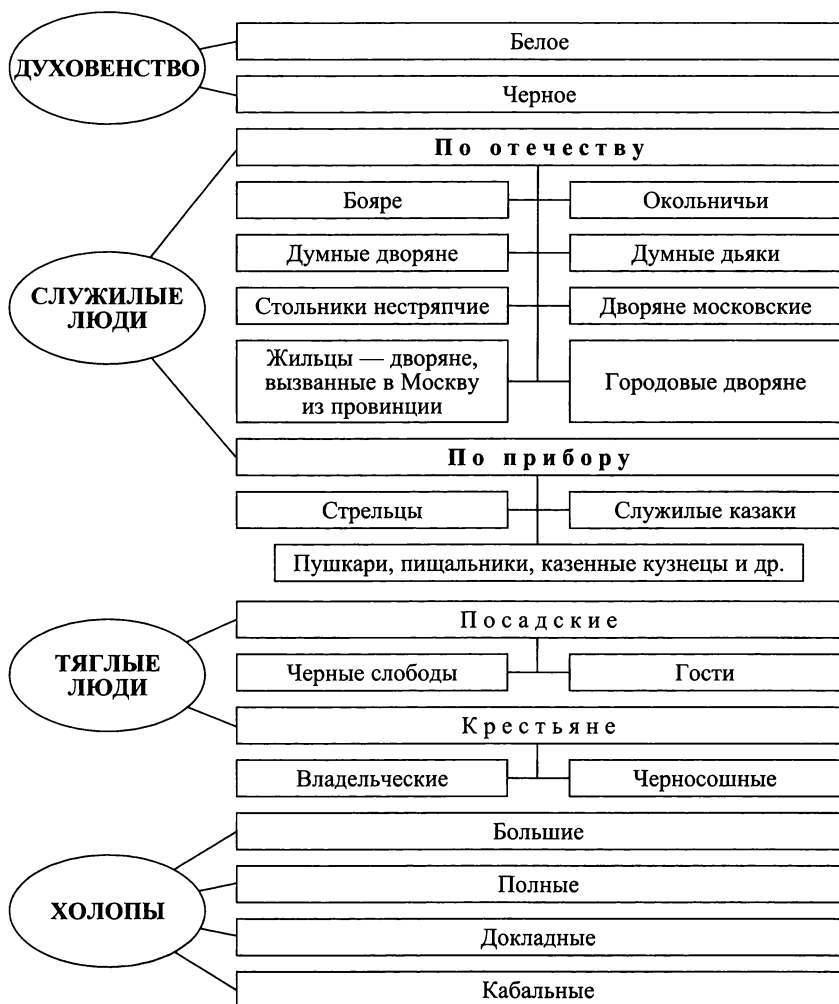 ДУХОВЕНСТВО
Белое
Черное
СЛУЖИЛЫЕ
ЛЮДИ
По отечеству
Бояре
Окольничьи
Думные дворяне
Думные дьяки
Стольники нестряпчие
Дворяне московские
Жильцы — дворяне,
вызванные в Москву
из провинции
Городовые дворяне
По прибору
Стрельцы
Служилые казаки
Пушкари, пищальники, казенные кузнецы и др.
ТЯГЛЫЕ
ЛЮДИ
Посадские
Черные слободы
Гости
Крестьяне
Владельческие
Черносошные
ХОЛОПЫ
Большие
Полные
Докладные
Кабальные